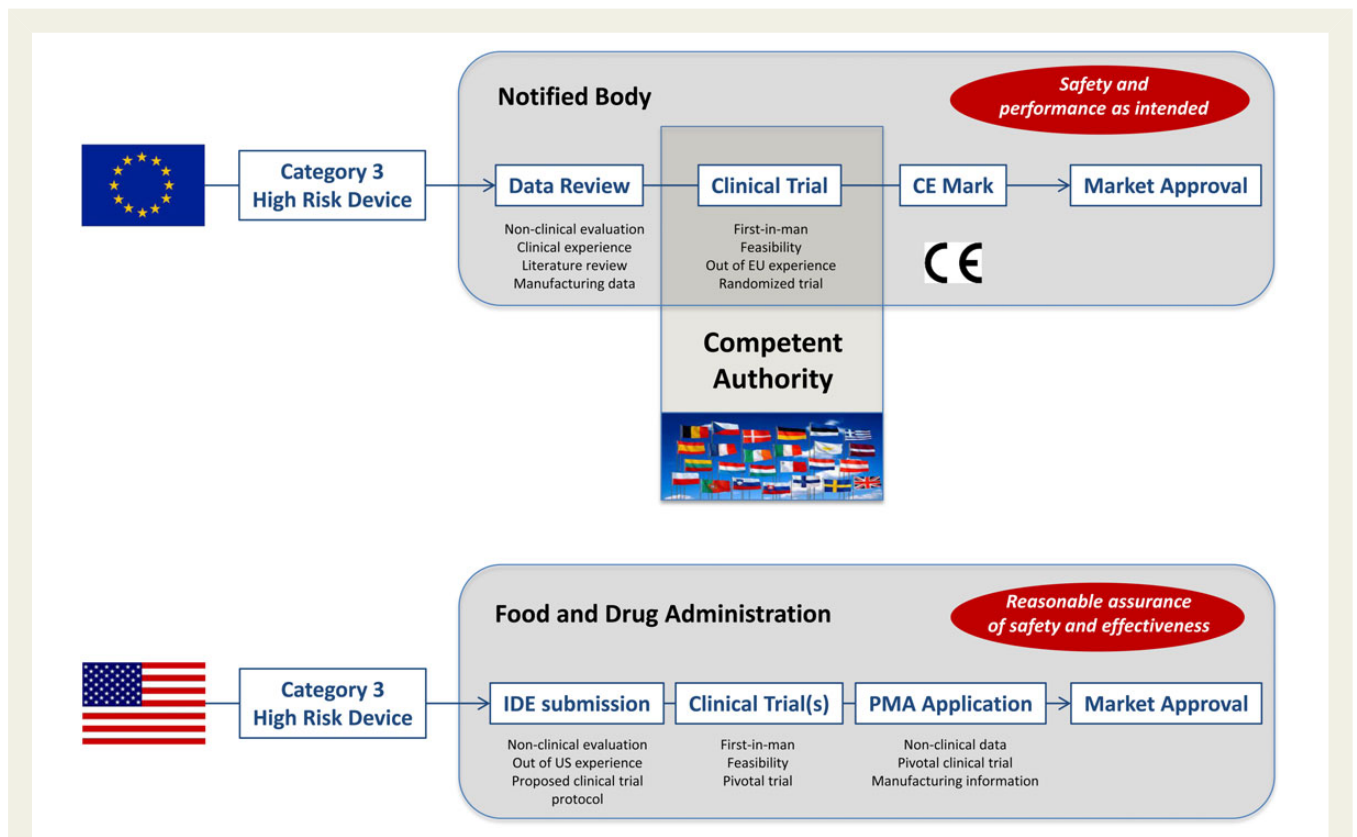 Notified Body
Safety and
performance as intended
Category 3
High Risk Device
Data Review
Clinical Trial
CE Mark
Market Approval
Non-clinical evaluation
Clinical experience
Literature review
Manufacturing data
First-in-man
Feasibility
Out of EU experience
Randomized trial
CE
Competent
Authority
Food and Drug Administration
Reasonable assurance
of safety and effectiveness
Category 3
High Risk Device
IDE submission
Clinical Trial(s)
PMA Application
Market Approval
Non-clinical evaluation
Out of US experience
Proposed clinical trial
protocol
First-in-man
Feasibility
Pivotal trial
Non-clinical data
Pivotal clinical trial
Manufacturing information